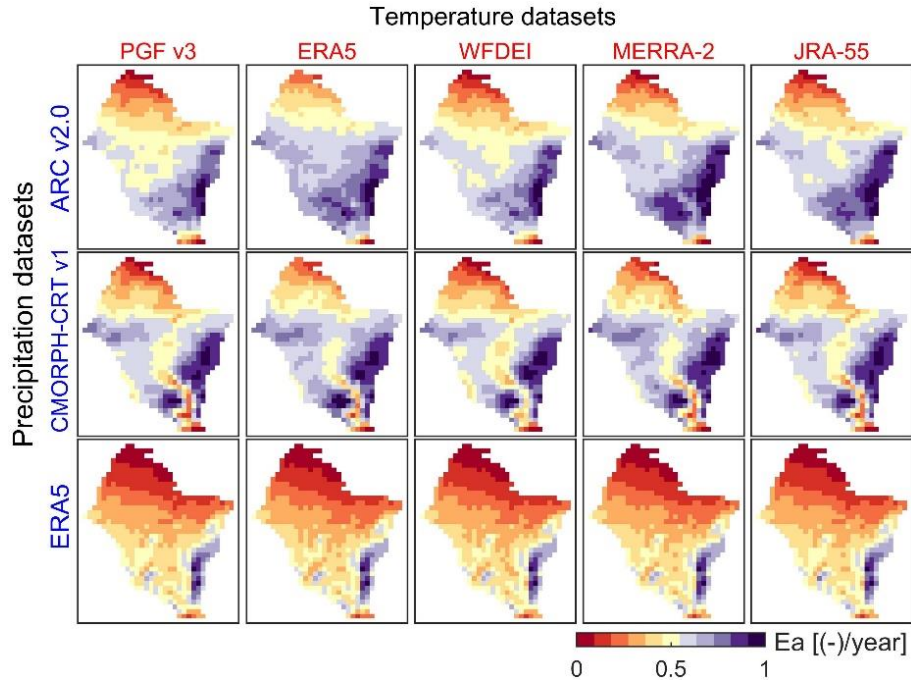 Temperature datasets
PGF v3 ERA5 WFDEI MERRA-2 JRA-55
Precipitation datasets
ARC v2.0
CMORPH-CRT v1
ERA5
Ea [(-)/year]
0 0.5 1